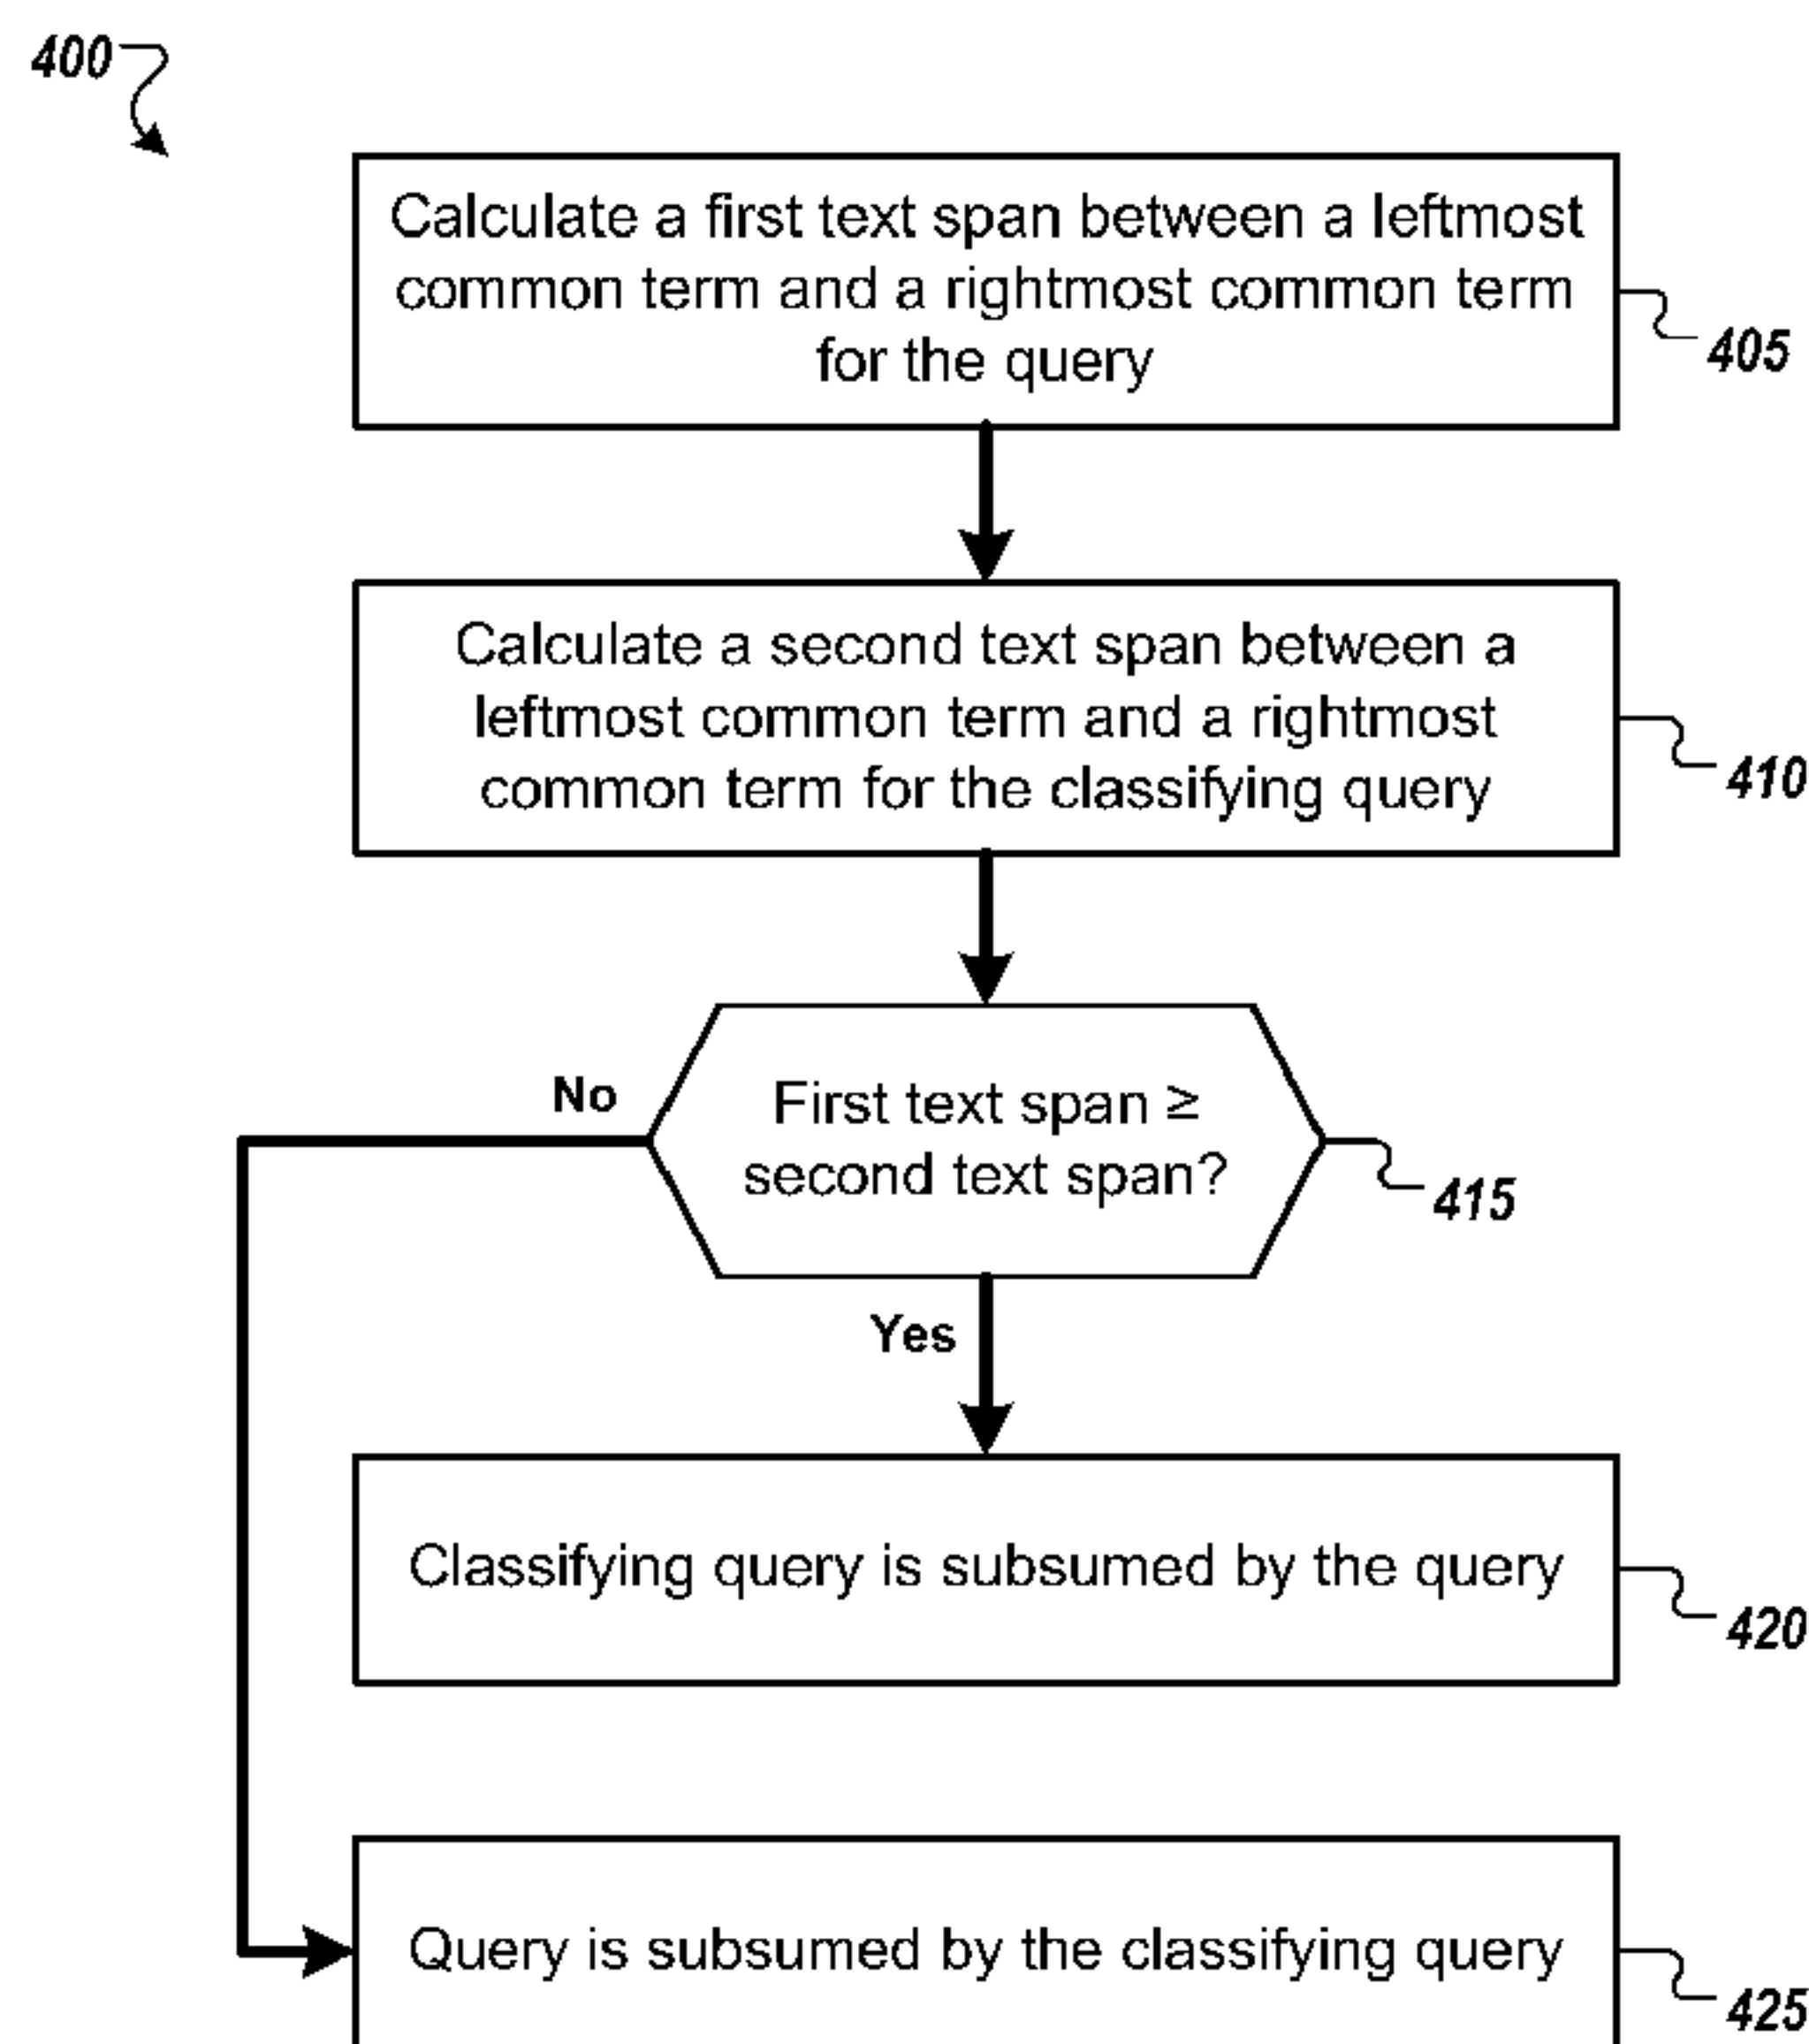 400
Calculate a first text span between a leftmost
common term and a rightmost common term
for the query
405
Calculate a second text span between a
leftmost common term and a rightmost
common term for the classifying query
410
No
First text span ≥
second text span?
415
Yes
Classifying query is subsumed by the query
420
Query is subsumed by the classifying query
425